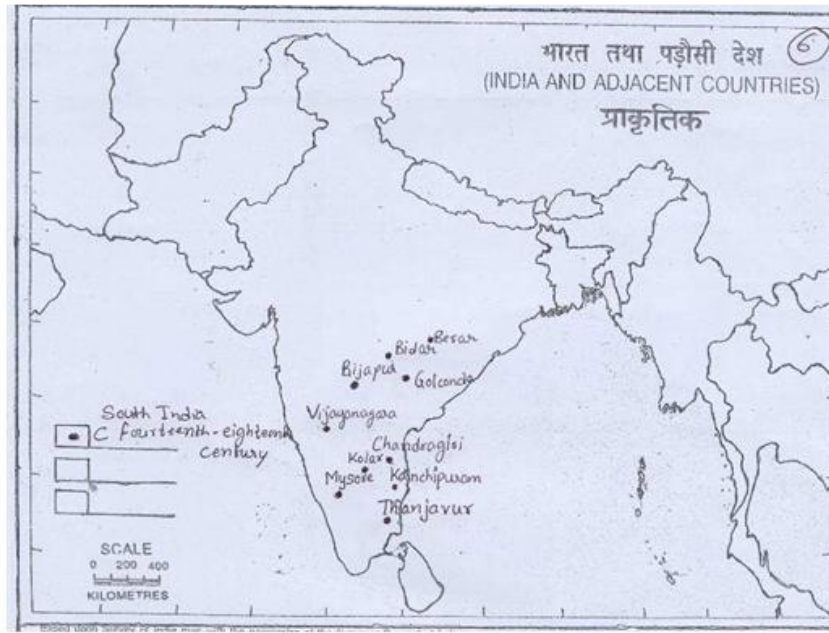 भारत तथा पड़ौसी देश
6
(INDIA AND ADJACENT COUNTRIES)
प्राकृतिक
Berar
Bidar
Bijapur
Golconda
Vijayanagara
South India
C fourteenth-eighteenth
century
Chandragiri
Kolar
Mysore
Kanchipuram
Thanjavur
SCALE
0 200 400
KILOMETRES